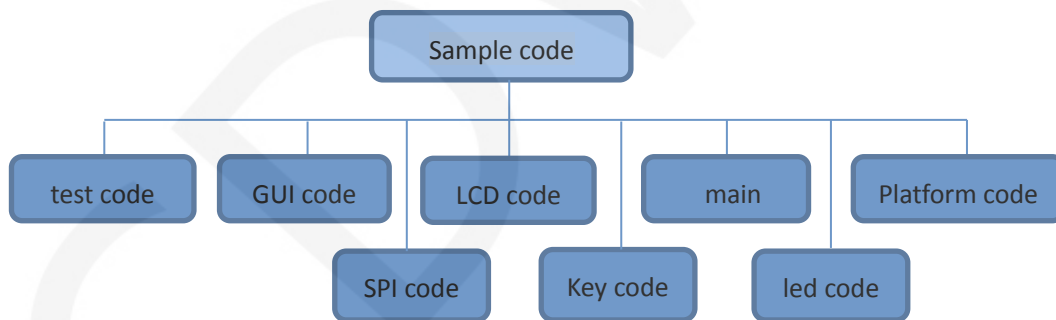 Sample code
test code
GUI code
LCD code
main
Platform code
SPI code
Key code
led code